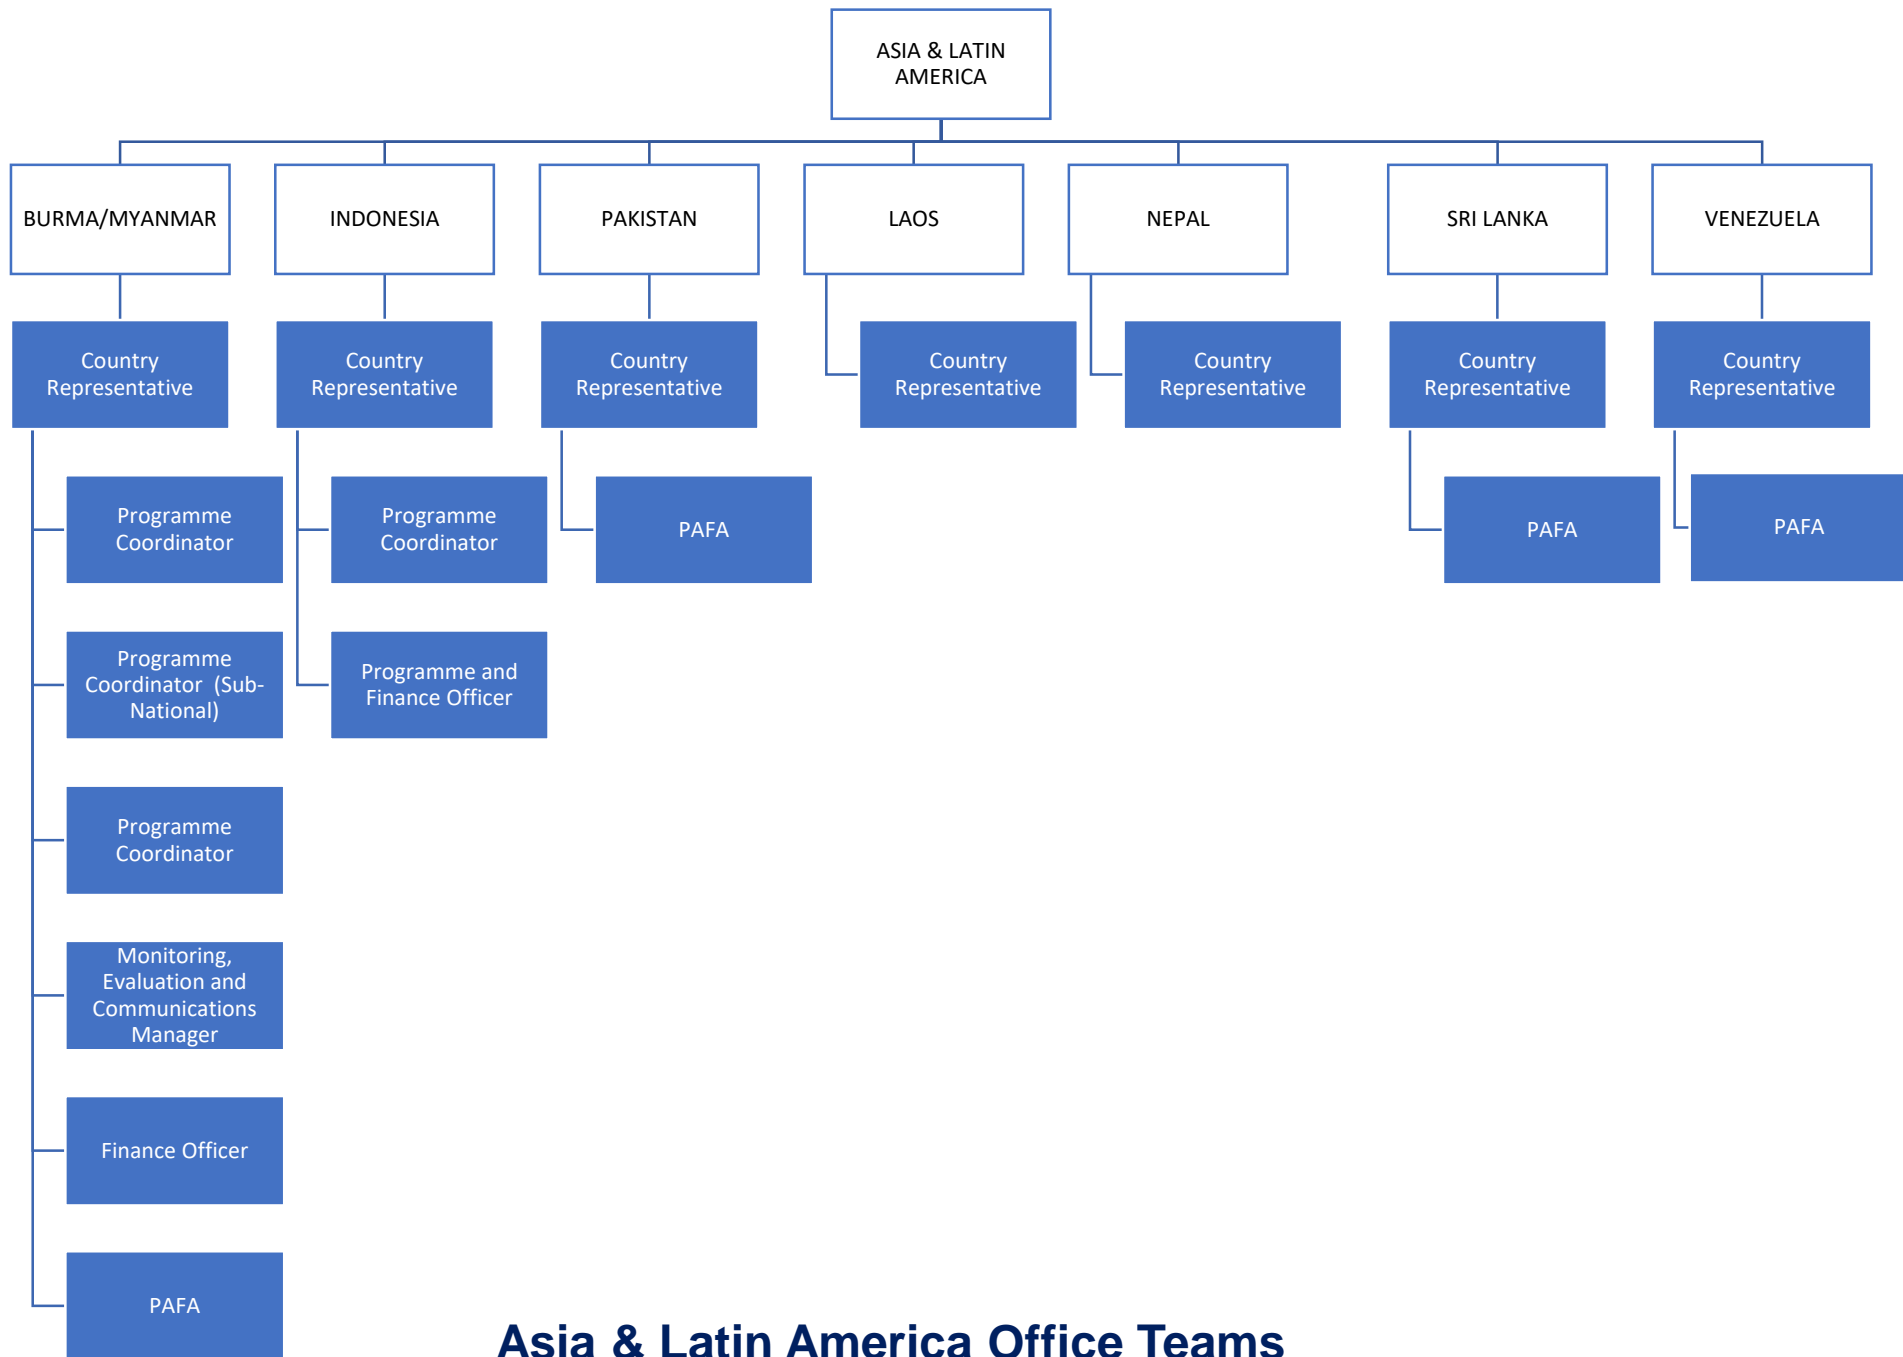 ASIA & LATIN
AMERICA
BURMA/MYANMAR
INDONESIA
PAKISTAN
LAOS
NEPAL
SRI LANKA
VENEZUELA
Country
Representative
Country
Representative
Country
Representative
Country
Representative
Country
Representative
Country
Representative
Country
Representative
Programme
Coordinator
Programme
Coordinator
PAFA
PAFA
PAFA
Programme
Coordinator (Sub-
National)
Programme and
Finance Officer
Programme
Coordinator
Monitoring,
Evaluation and
Communications
Manager
Finance Officer
PAFA
Asia & Latin America Office Teams